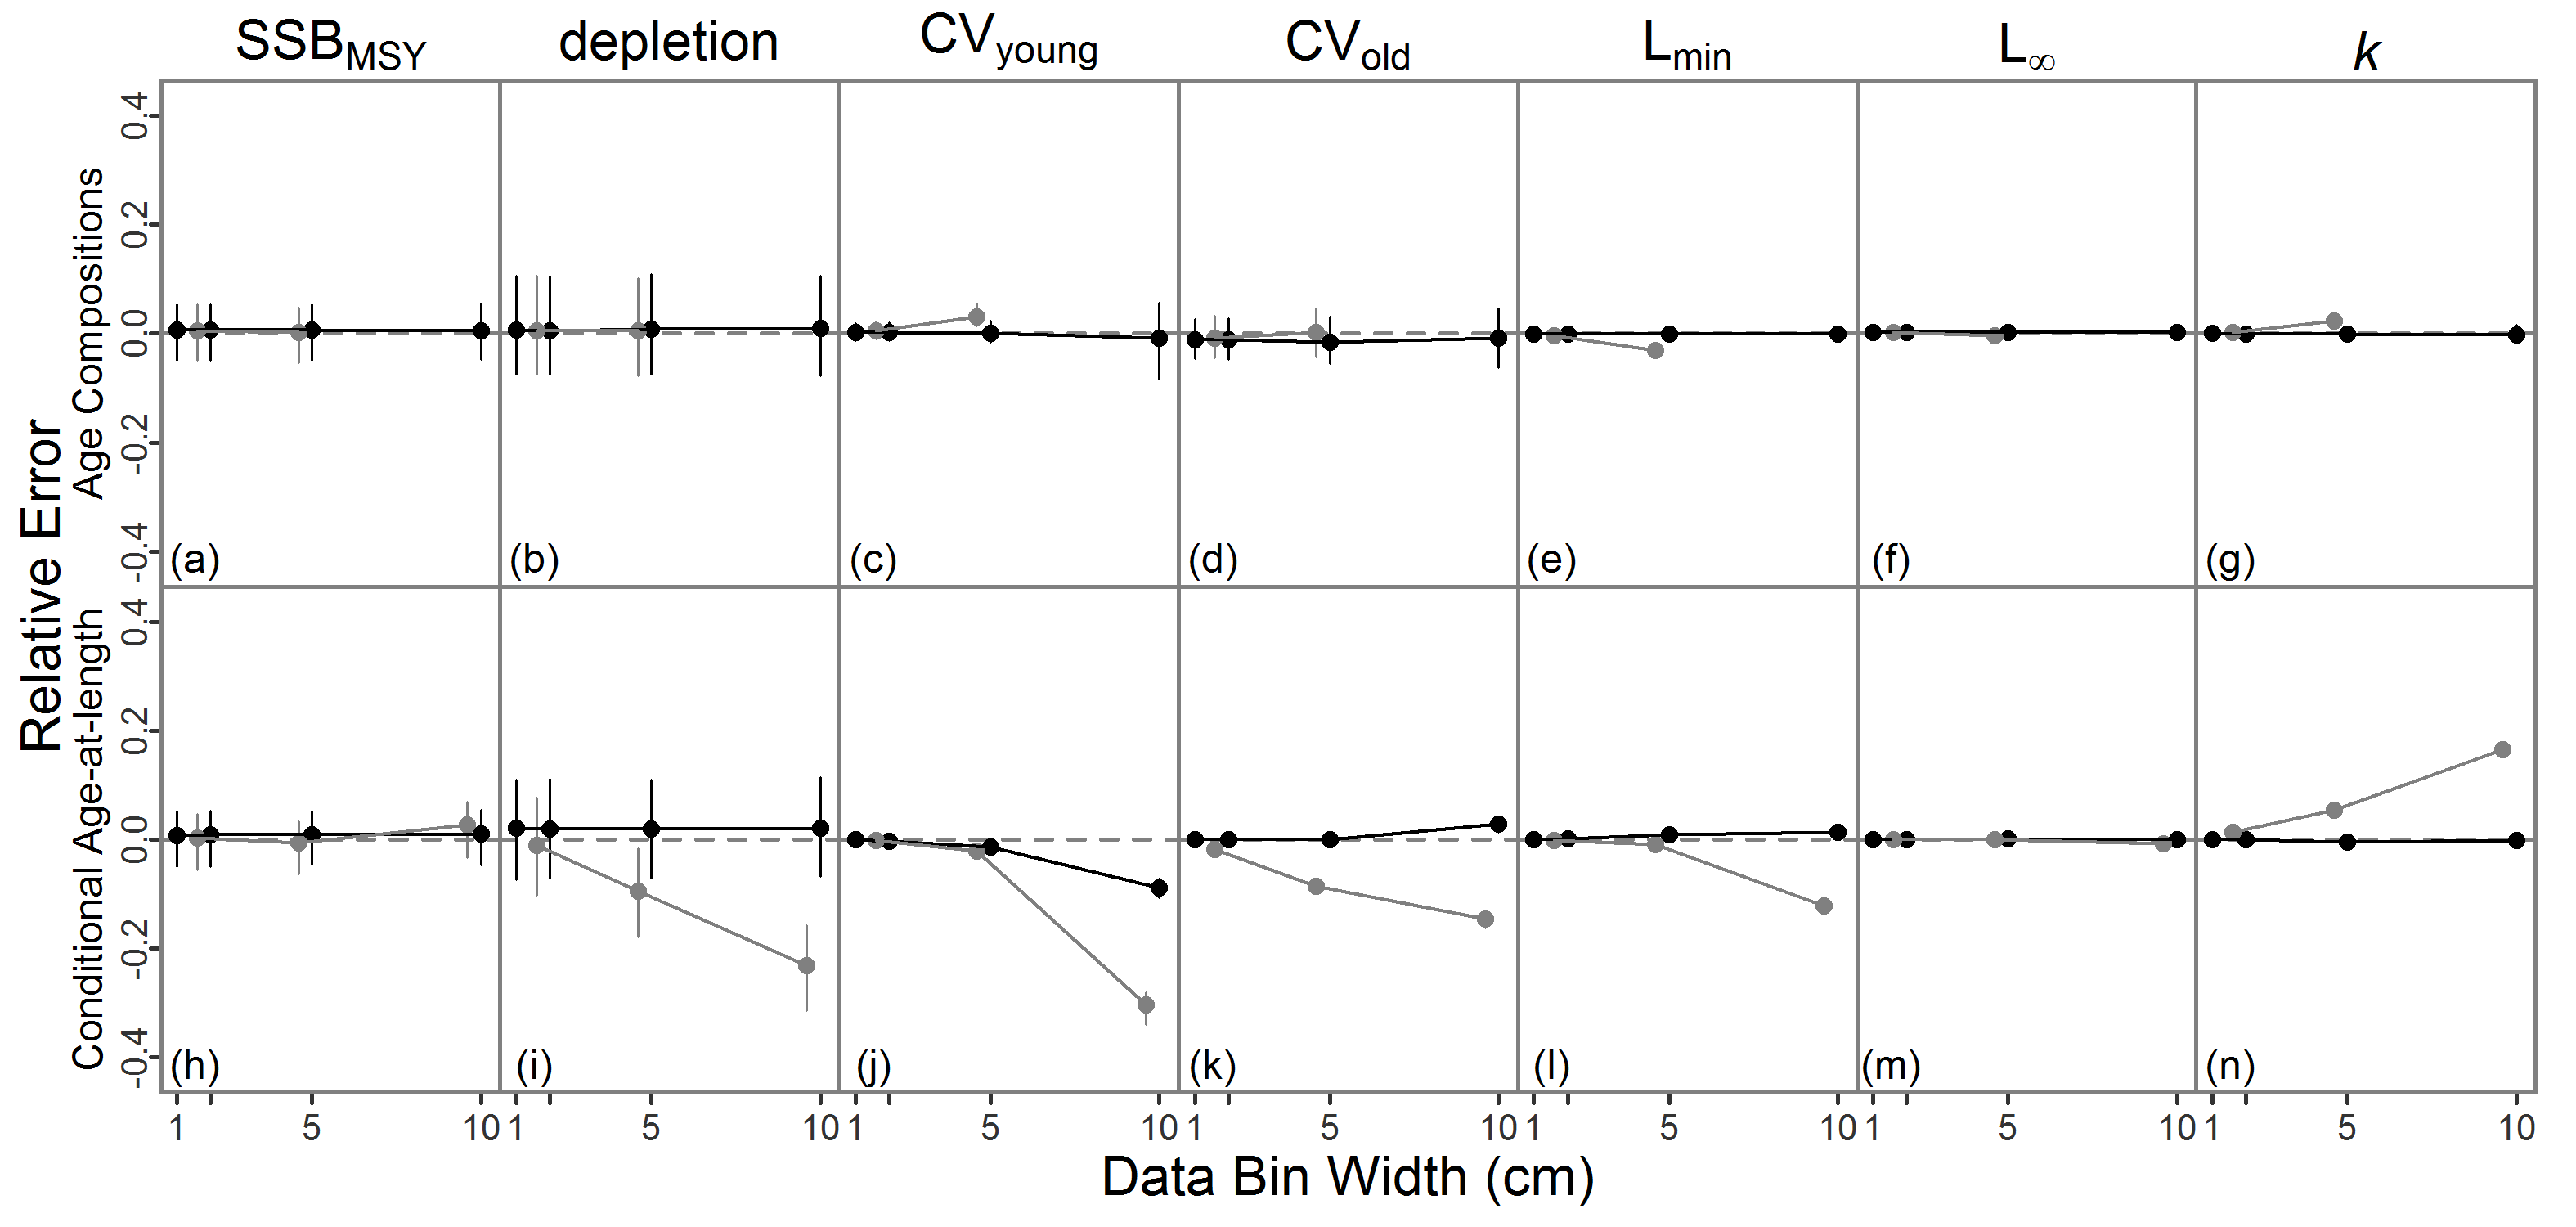 SSBMSY depletion CVyoung CVold Lmin L∞ k
Relative Error
Age Compositions
0.4
0.2
0.0
-0.2
-0.4
(a) (b) (c) (d) (e) (f) (g)
Conditional Age-at-length
0.4
0.2
0.0
-0.2
-0.4
(h) (i) (j) (k) (l) (m) (n)
1 5 10 1 5 10 1 5 10 1 5 10 1 5 10 1 5 10 1 5 10
Data Bin Width (cm)